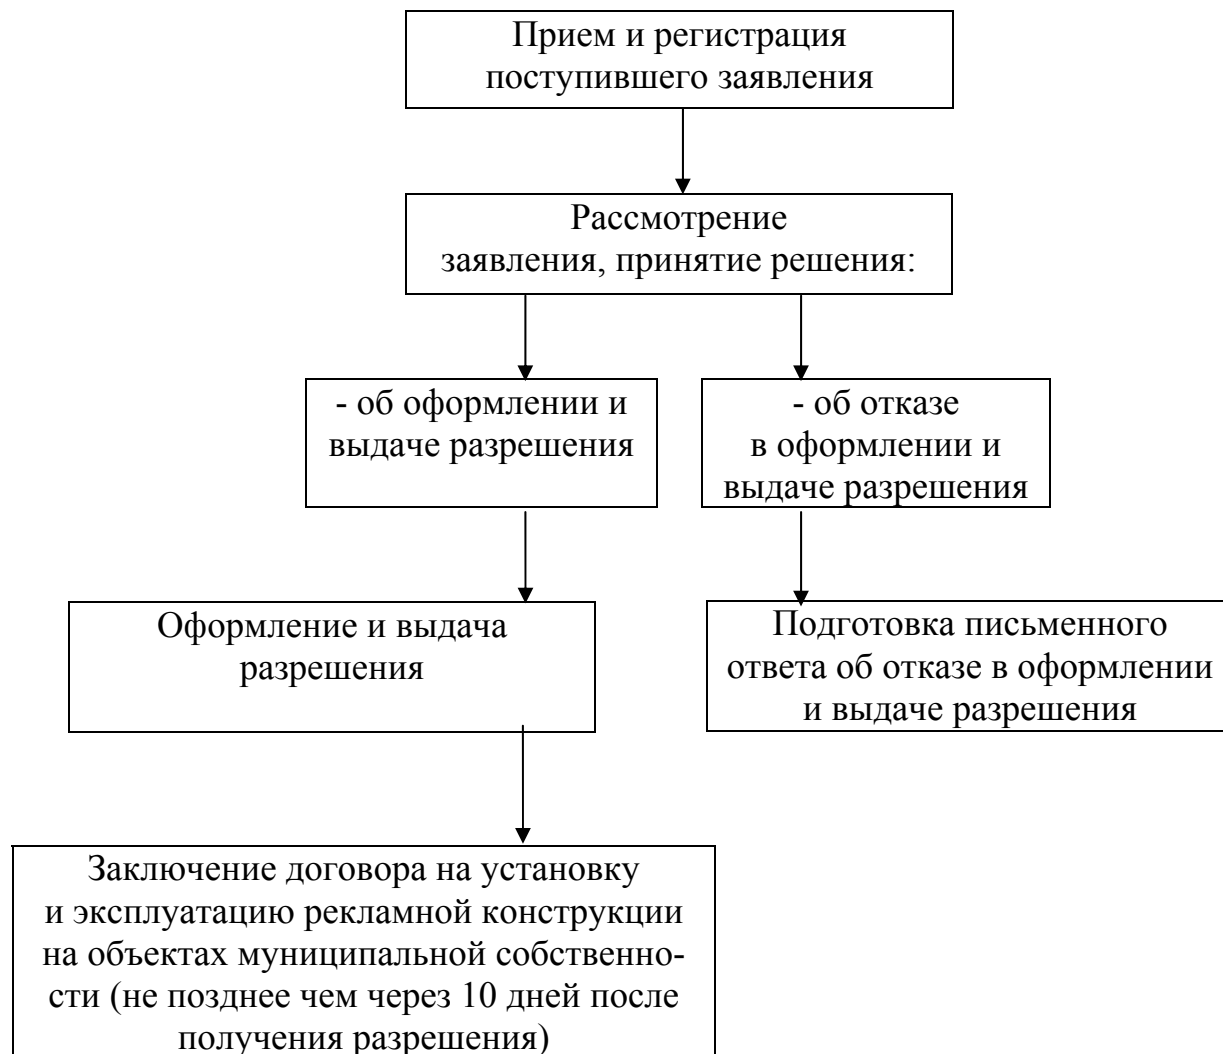 Прием и регистрация
поступившего заявления
Рассмотрение
заявления, принятие решения:
- об оформлении и
выдаче разрешения
- об отказе
в оформлении и
выдаче разрешения
Оформление и выдача
разрешения
Подготовка письменного
ответа об отказе в оформлении
и выдаче разрешения
Заключение договора на установку
и эксплуатацию рекламной конструкции
на объектах муниципальной собственно-
сти (не позднее чем через 10 дней после
получения разрешения)